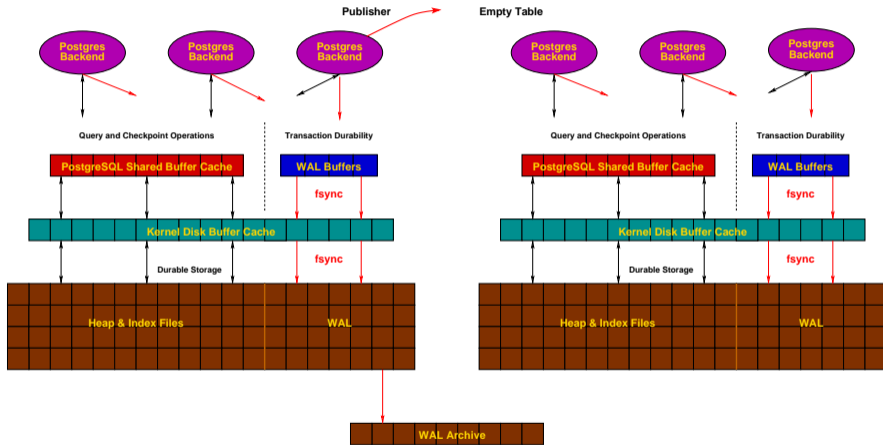 Publisher
Empty Table
Postgres
Backend
Postgres
Backend
Postgres
Backend
Postgres
Backend
Postgres
Backend
Postgres
Backend
Query and Checkpoint Operations
Transaction Durability
Query and Checkpoint Operations
Transaction Durability
PostgreSQL Shared Buffer Cache
WAL Buffers
PostgreSQL Shared Buffer Cache
WAL Buffers
fsync
fsync
Kernel Disk Buffer Cache
Kernel Disk Buffer Cache
fsync
fsync
Durable Storage
Durable Storage
Heap & Index Files
WAL
Heap & Index Files
WAL
WAL Archive